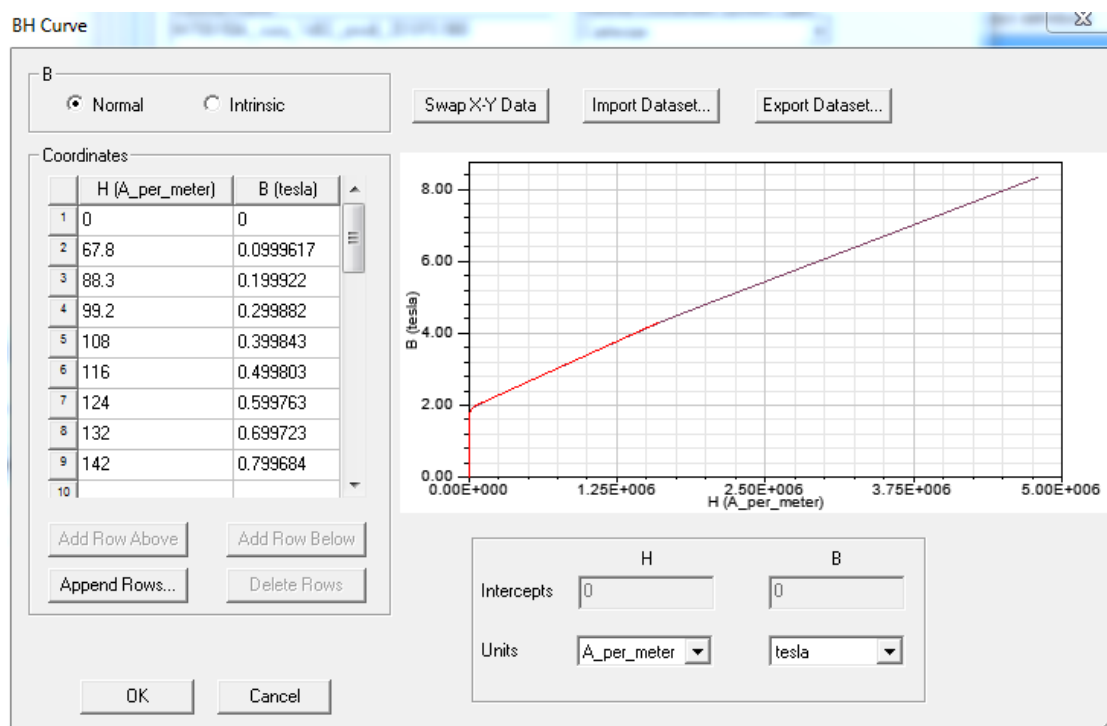 BH Curve
B
Normal
Intrinsic
Swap X-Y Data
Import Dataset...
Export Dataset...
Coordinates
H (A_per_meter) B (tesla)
1 0 0
2 67.8 0.0999617
3 88.3 0.199922
4 99.2 0.299882
5 108 0.399843
6 116 0.499803
7 124 0.599763
8 132 0.699723
9 142 0.799684
10
Add Row Above Add Row Below
Append Rows... Delete Rows
OK Cancel
8.00
6.00
4.00
2.00
0.00
B (tesla)
0.00E+000 1.25E+006 2.50E+006 3.75E+006 5.00E+006
H (A_per_meter)
H B
Intercepts 0 0
Units A_per_meter tesla